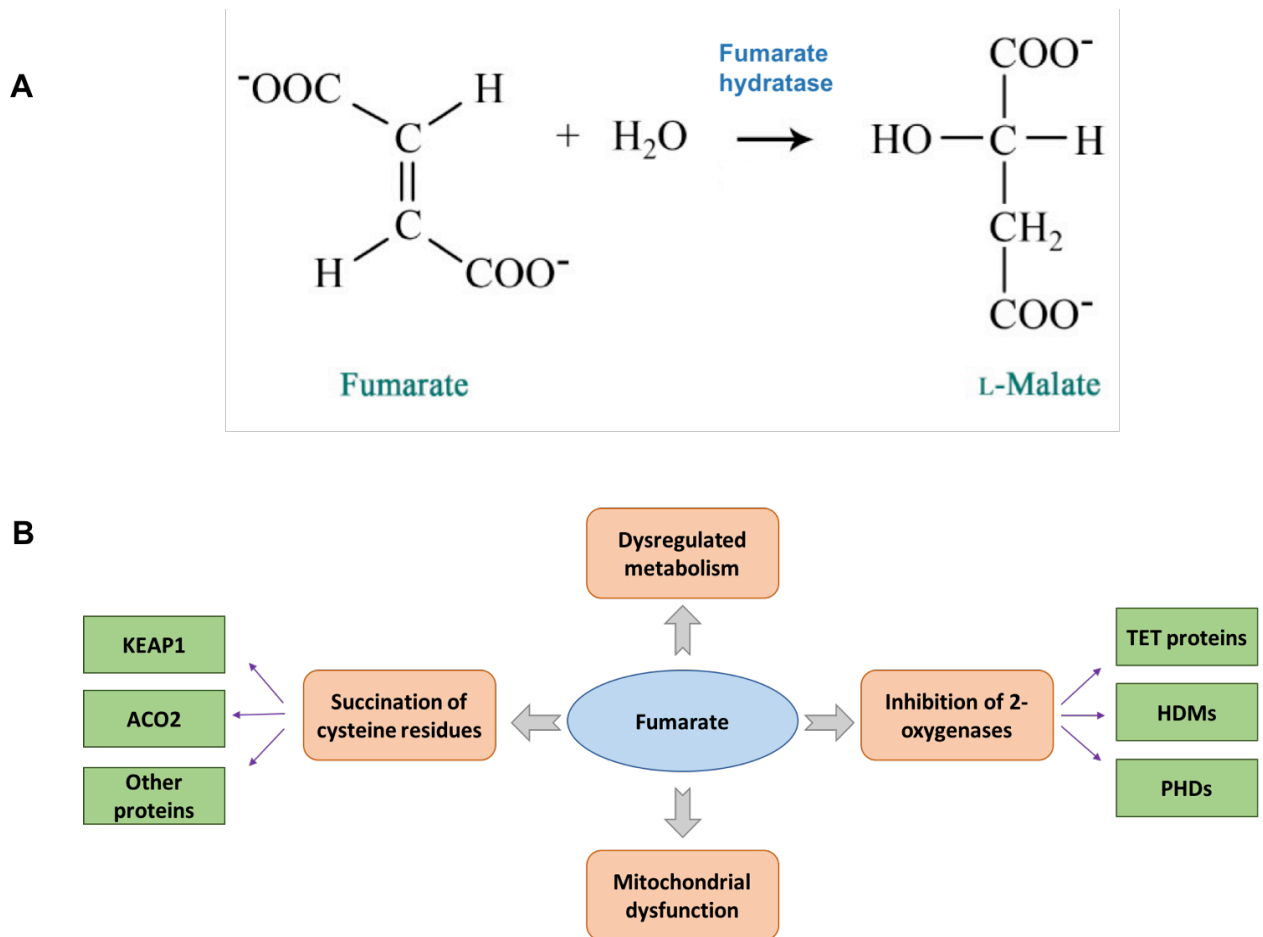 A
Fumarate
hydratase
⁻OOC
H
C
C
H
COO⁻
+ H₂O
COO⁻
HO — C — H
CH₂
COO⁻
Fumarate
L-Malate
B
Dysregulated
metabolism
KEAP1
ACO2
Other
proteins
Succination of
cysteine residues
Fumarate
Inhibition of 2-
oxygenases
TET proteins
HDMs
PHDs
Mitochondrial
dysfunction